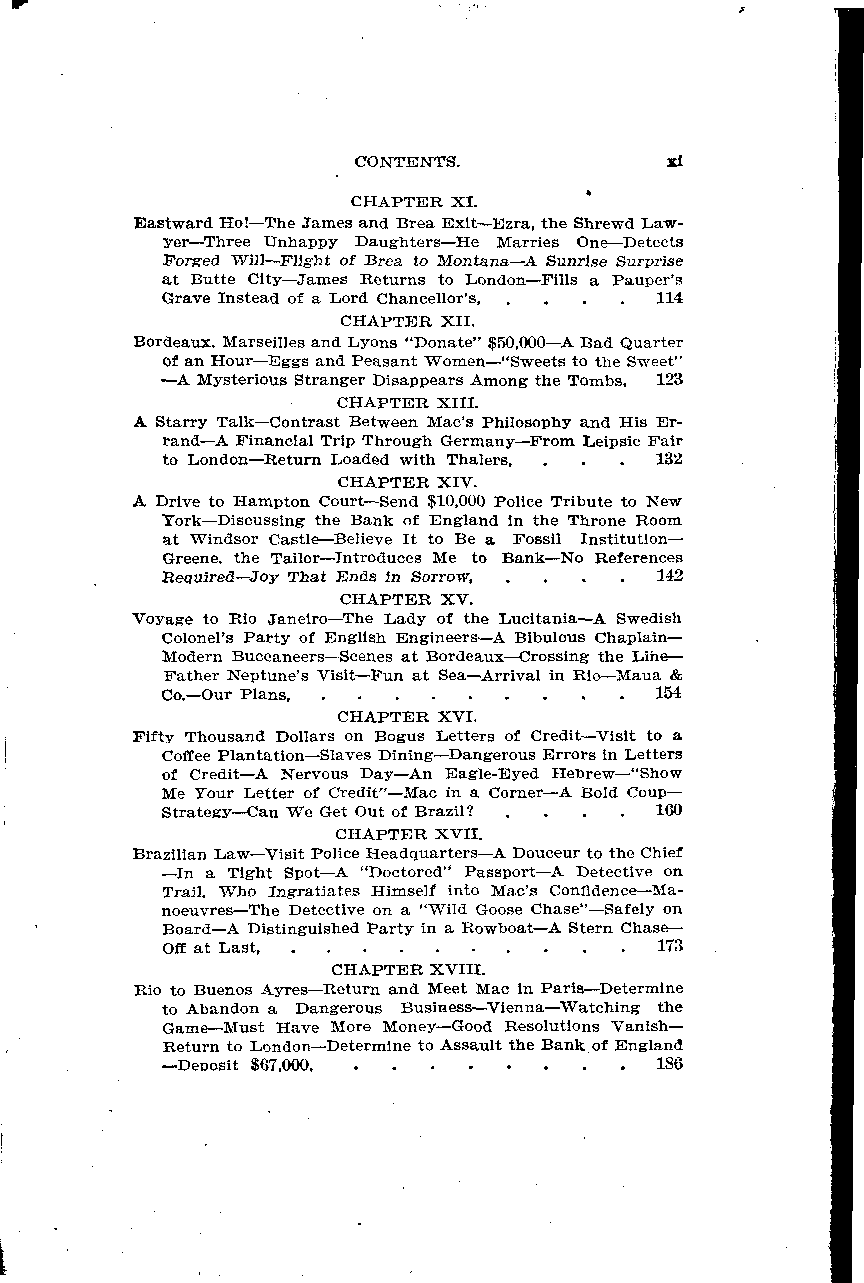 CONTENTS. xi
CHAPTER XI.
Eastward Ho!—The James and Brea Exit—Ezra, the Shrewd Law-
yer—Three Unhappy Daughters—He Marries One—Detects
Forged Will—Flight of Brea to Montana—A Sunrise Surprise
at Butte City—James Returns to London—Fills a Pauper's
Grave Instead of a Lord Chancellor's, . . . . 114
CHAPTER XII.
Bordeaux, Marseilles and Lyons "Donate" $50,000—A Bad Quarter
of an Hour—Eggs and Peasant Women—"Sweets to the Sweet"
—A Mysterious Stranger Disappears Among the Tombs, 123
CHAPTER XIII.
A Starry Talk—Contrast Between Mac's Philosophy and His Er-
rand—A Financial Trip Through Germany—From Leipsic Fair
to London—Return Loaded with Thalers, . . . 132
CHAPTER XIV.
A Drive to Hampton Court—Send $10,000 Police Tribute to New
York—Discussing the Bank of England in the Throne Room
at Windsor Castle—Believe It to Be a Fossil Institution—
Greene, the Tailor—Introduces Me to Bank—No References
Required—Joy That Ends in Sorrow, . . . . 142
CHAPTER XV.
Voyage to Rio Janeiro—The Lady of the Lucitania—A Swedish
Colonel's Party of English Engineers—A Bibulous Chaplain—
Modern Buccaneers—Scenes at Bordeaux—Crossing the Line—
Father Neptune's Visit—Fun at Sea—Arrival in Rio—Maua &
Co.—Our Plans, . . . . . . . . . 154
CHAPTER XVI.
Fifty Thousand Dollars on Bogus Letters of Credit—Visit to a
Coffee Plantation—Slaves Dining—Dangerous Errors in Letters
of Credit—A Nervous Day—An Eagle-Eyed Hebrew—"Show
Me Your Letter of Credit"—Mac in a Corner—A Bold Coup—
Strategy—Can We Get Out of Brazil? . . . . 160
CHAPTER XVII.
Brazilian Law—Visit Police Headquarters—A Douceur to the Chief
—In a Tight Spot—A "Doctored" Passport—A Detective on
Trail, Who Ingratiates Himself into Mac's Confidence—Ma-
noeuvres—The Detective on a "Wild Goose Chase"—Safely on
Board—A Distinguished Party in a Rowboat—A Stern Chase—
Off at Last, . . . . . . . . . . 173
CHAPTER XVIII.
Rio to Buenos Ayres—Return and Meet Mac in Paris—Determine
to Abandon a Dangerous Business—Vienna—Watching the
Game—Must Have More Money—Good Resolutions Vanish—
Return to London—Determine to Assault the Bank of England
—Deposit $67,000, . . . . . . . . 186